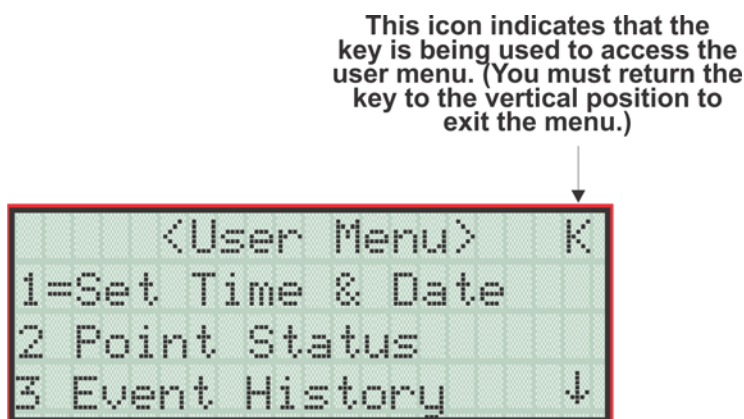 This icon indicates that the
key is being used to access the
user menu. (You must return the
key to the vertical position to
exit the menu.)
<User Menu> K
1=Set Time & Date
2 Point Status
3 Event History ↓